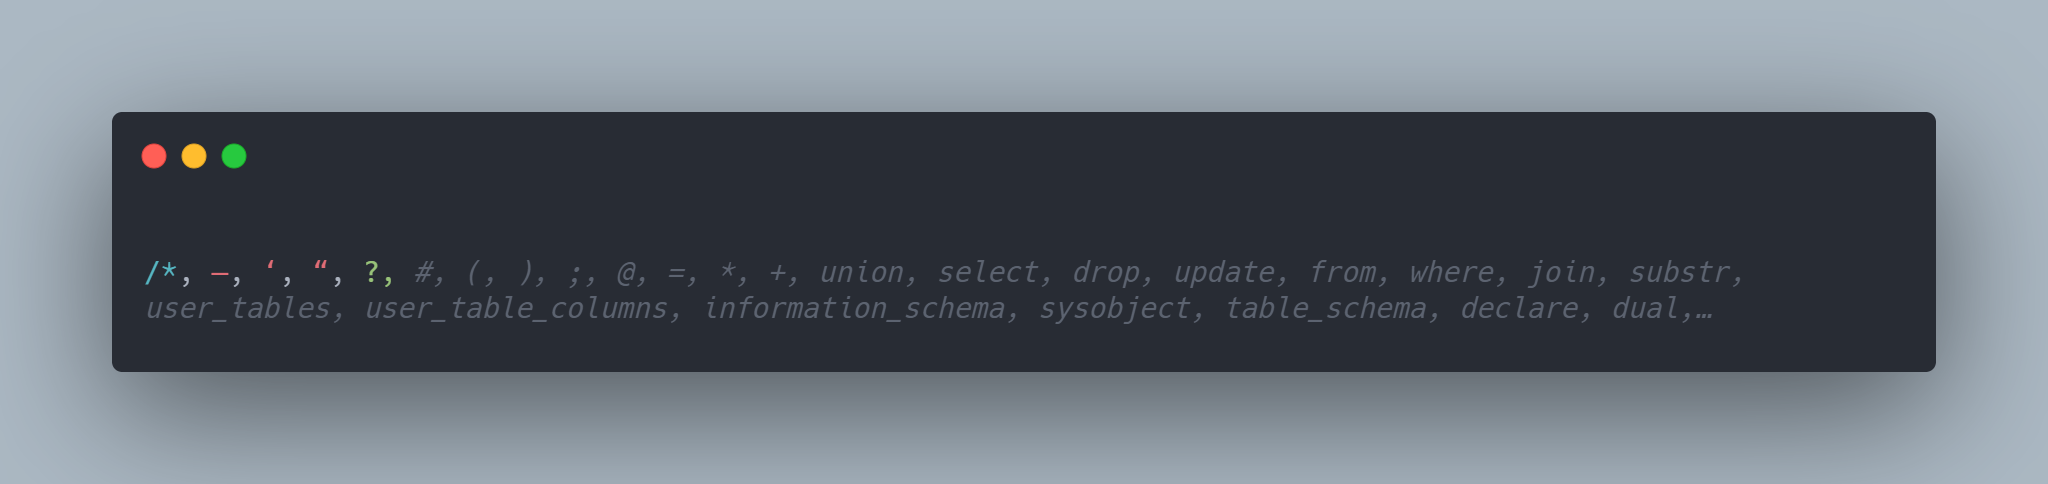 /*, –, ‘, “, ?, #, (, ), ;, @, =, *, +, union, select, drop, update, from, where, join, substr,
user_tables, user_table_columns, information_schema, sysobject, table_schema, declare, dual,…